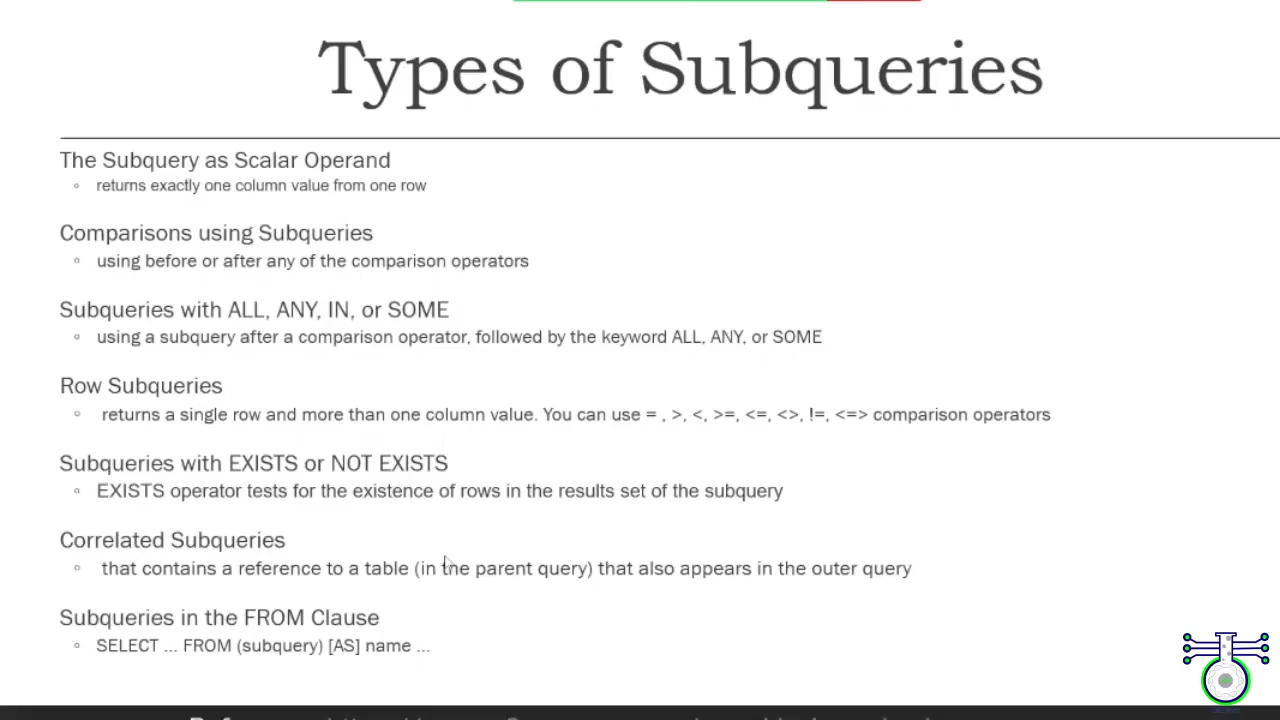 Types of Subqueries
The Subquery as Scalar Operand
◦ returns exactly one column value from one row
Comparisons using Subqueries
◦ using before or after any of the comparison operators
Subqueries with ALL, ANY, IN, or SOME
◦ using a subquery after a comparison operator, followed by the keyword ALL, ANY, or SOME
Row Subqueries
◦ returns a single row and more than one column value. You can use = , >, <, >=, <=, <>, !=, <=> comparison operators
Subqueries with EXISTS or NOT EXISTS
◦ EXISTS operator tests for the existence of rows in the results set of the subquery
Correlated Subqueries
◦ that contains a reference to a table (in the parent query) that also appears in the outer query
Subqueries in the FROM Clause
◦ SELECT ... FROM (subquery) [AS] name ...